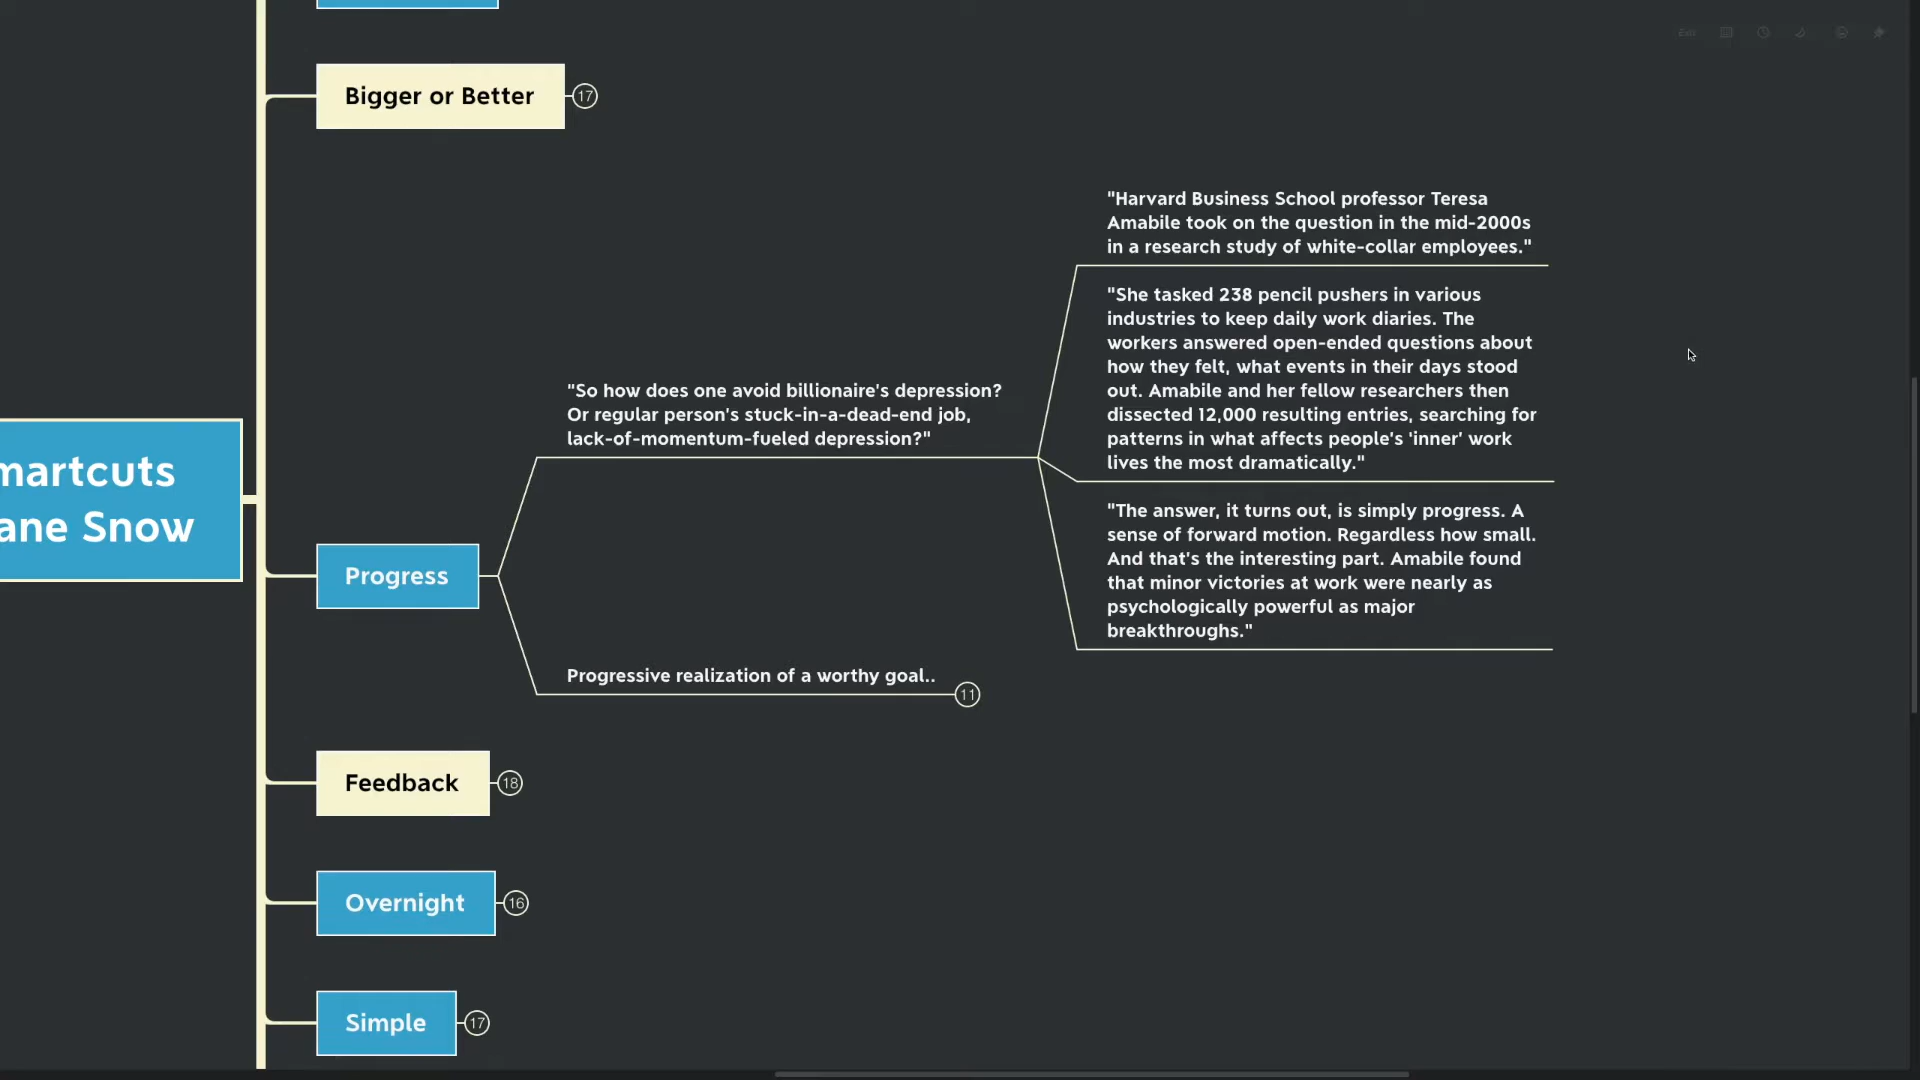 Exit
Bigger or Better
17
"Harvard Business School professor Teresa
Amabile took on the question in the mid-2000s
in a research study of white-collar employees."
"She tasked 238 pencil pushers in various
industries to keep daily work diaries. The
workers answered open-ended questions about
how they felt, what events in their days stood
out. Amabile and her fellow researchers then
dissected 12,000 resulting entries, searching for
patterns in what affects people's 'inner' work
lives the most dramatically."
"So how does one avoid billionaire's depression?
Or regular person's stuck-in-a-dead-end job,
lack-of-momentum-fueled depression?"
martcuts
ane Snow
"The answer, it turns out, is simply progress. A
sense of forward motion. Regardless how small.
And that's the interesting part. Amabile found
that minor victories at work were nearly as
psychologically powerful as major
breakthroughs."
Progress
Progressive realization of a worthy goal..
11
Feedback
18
Overnight
16
Simple
17